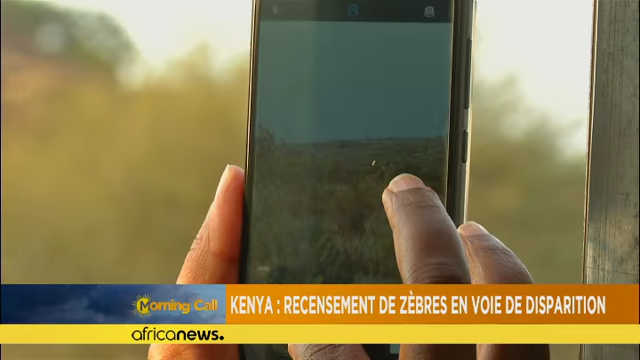 Morning Call
KENYA : RECENSEMENT DE ZÈBRES EN VOIE DE DISPARITION
africanews.